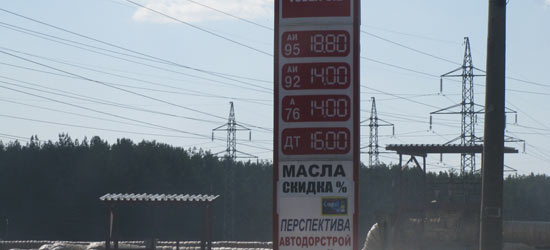 АИ
95 18.80
АИ
92 14.00
А
76 14.00
ДТ 16.00
МАСЛА
СКИДКА %
ПЕРСПЕКТИВА
АВТОДОРСТРОЙ